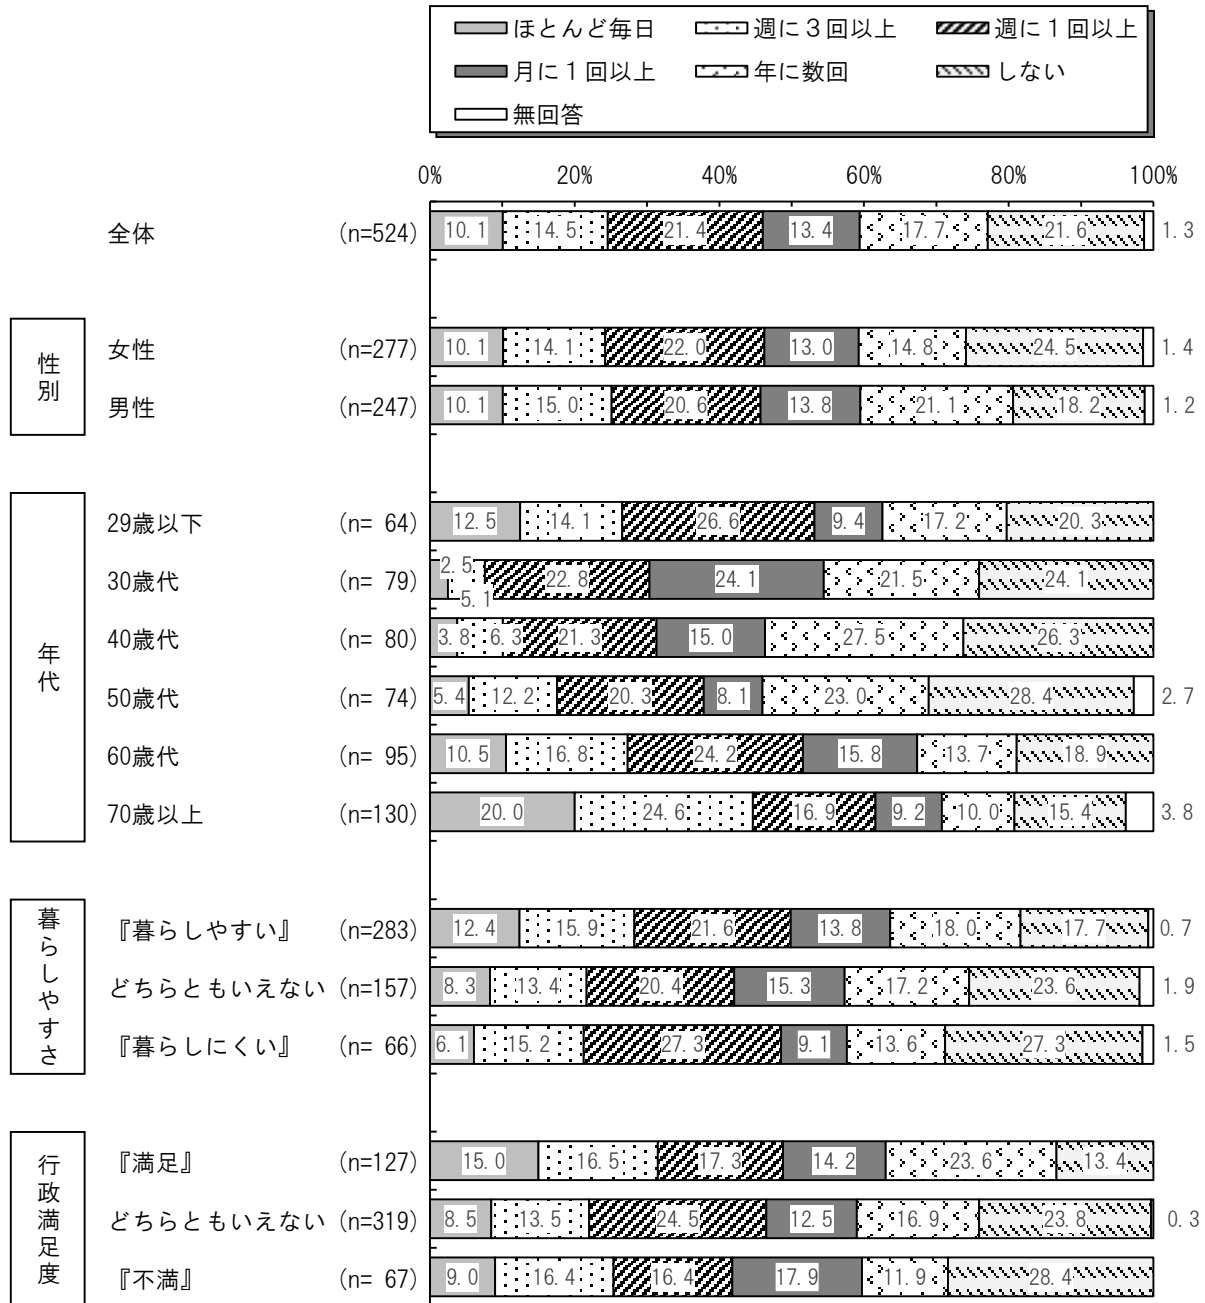 ほとんど毎日 週に３回以上 週に１回以上
月に１回以上 年に数回 しない
無回答
0% 20% 40% 60% 80% 100%
全体 (n=524) 10.1 14.5 21.4 13.4 17.7 21.6 1.3
性別
女性 (n=277) 10.1 14.1 22.0 13.0 14.8 24.5 1.4
男性 (n=247) 10.1 15.0 20.6 13.8 21.1 18.2 1.2
年代
29歳以下 (n= 64) 12.5 14.1 26.6 9.4 17.2 20.3
30歳代 (n= 79) 2.5 5.1 22.8 24.1 21.5 24.1
40歳代 (n= 80) 3.8 6.3 21.3 15.0 27.5 26.3
50歳代 (n= 74) 5.4 12.2 20.3 8.1 23.0 28.4 2.7
60歳代 (n= 95) 10.5 16.8 24.2 15.8 13.7 18.9
70歳以上 (n=130) 20.0 24.6 16.9 9.2 10.0 15.4 3.8
暮らしやすさ
『暮らしやすい』 (n=283) 12.4 15.9 21.6 13.8 18.0 17.7 0.7
どちらともいえない (n=157) 8.3 13.4 20.4 15.3 17.2 23.6 1.9
『暮らしにくい』 (n= 66) 6.1 15.2 27.3 9.1 13.6 27.3 1.5
行政満足度
『満足』 (n=127) 15.0 16.5 17.3 14.2 23.6 13.4
どちらともいえない (n=319) 8.5 13.5 24.5 12.5 16.9 23.8 0.3
『不満』 (n= 67) 9.0 16.4 16.4 17.9 11.9 28.4